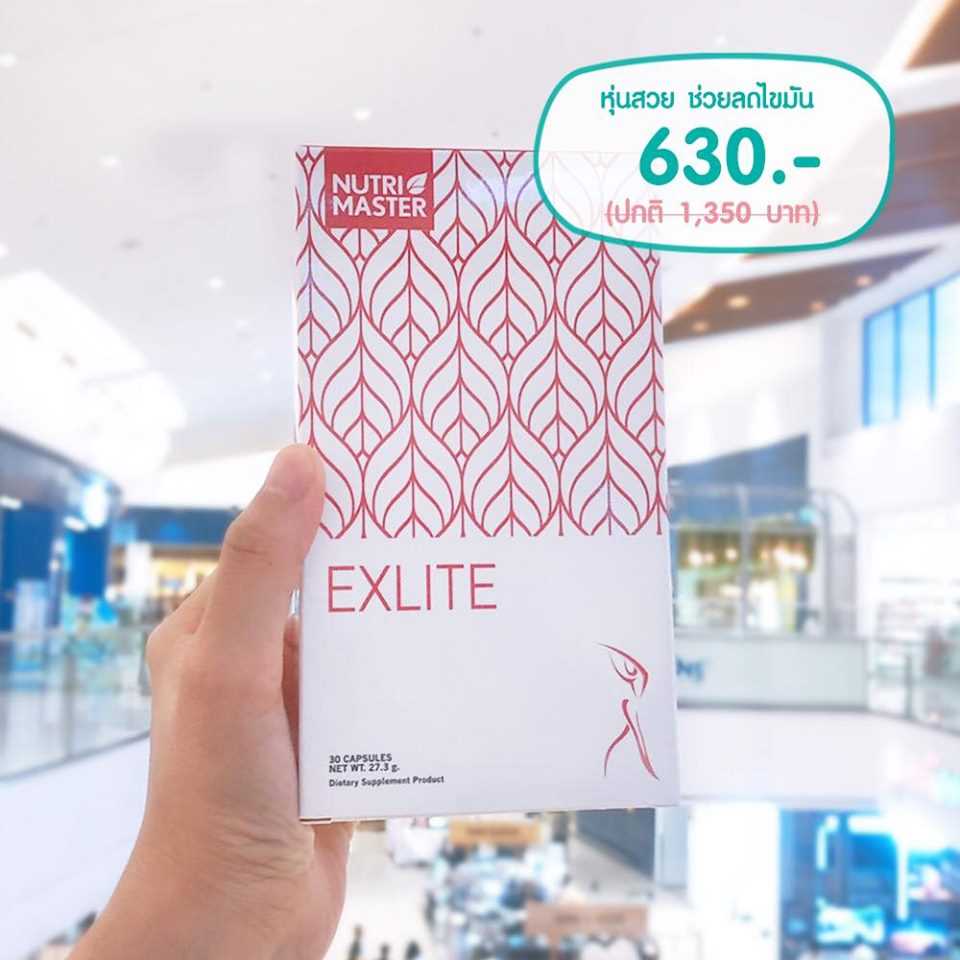 หุ่นสวย ช่วยลดไขมัน
630.-
(ปกติ 1,350 บาท)
NUTRI
MASTER
EXLITE
30 CAPSULES
NET WT. 27.3 g.
Dietary Supplement Product